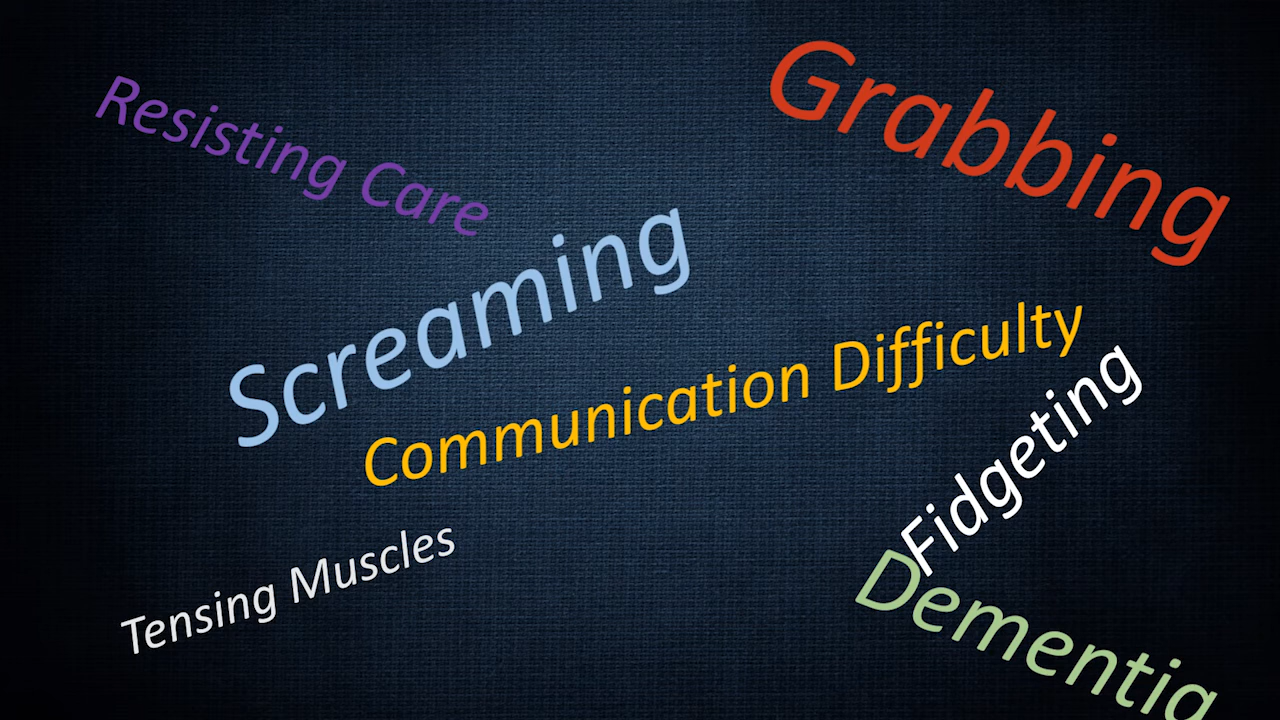 Resisting Care
Grabbing
Screaming
Communication Difficulty
Fidgeting
Tensing Muscles
Dementia